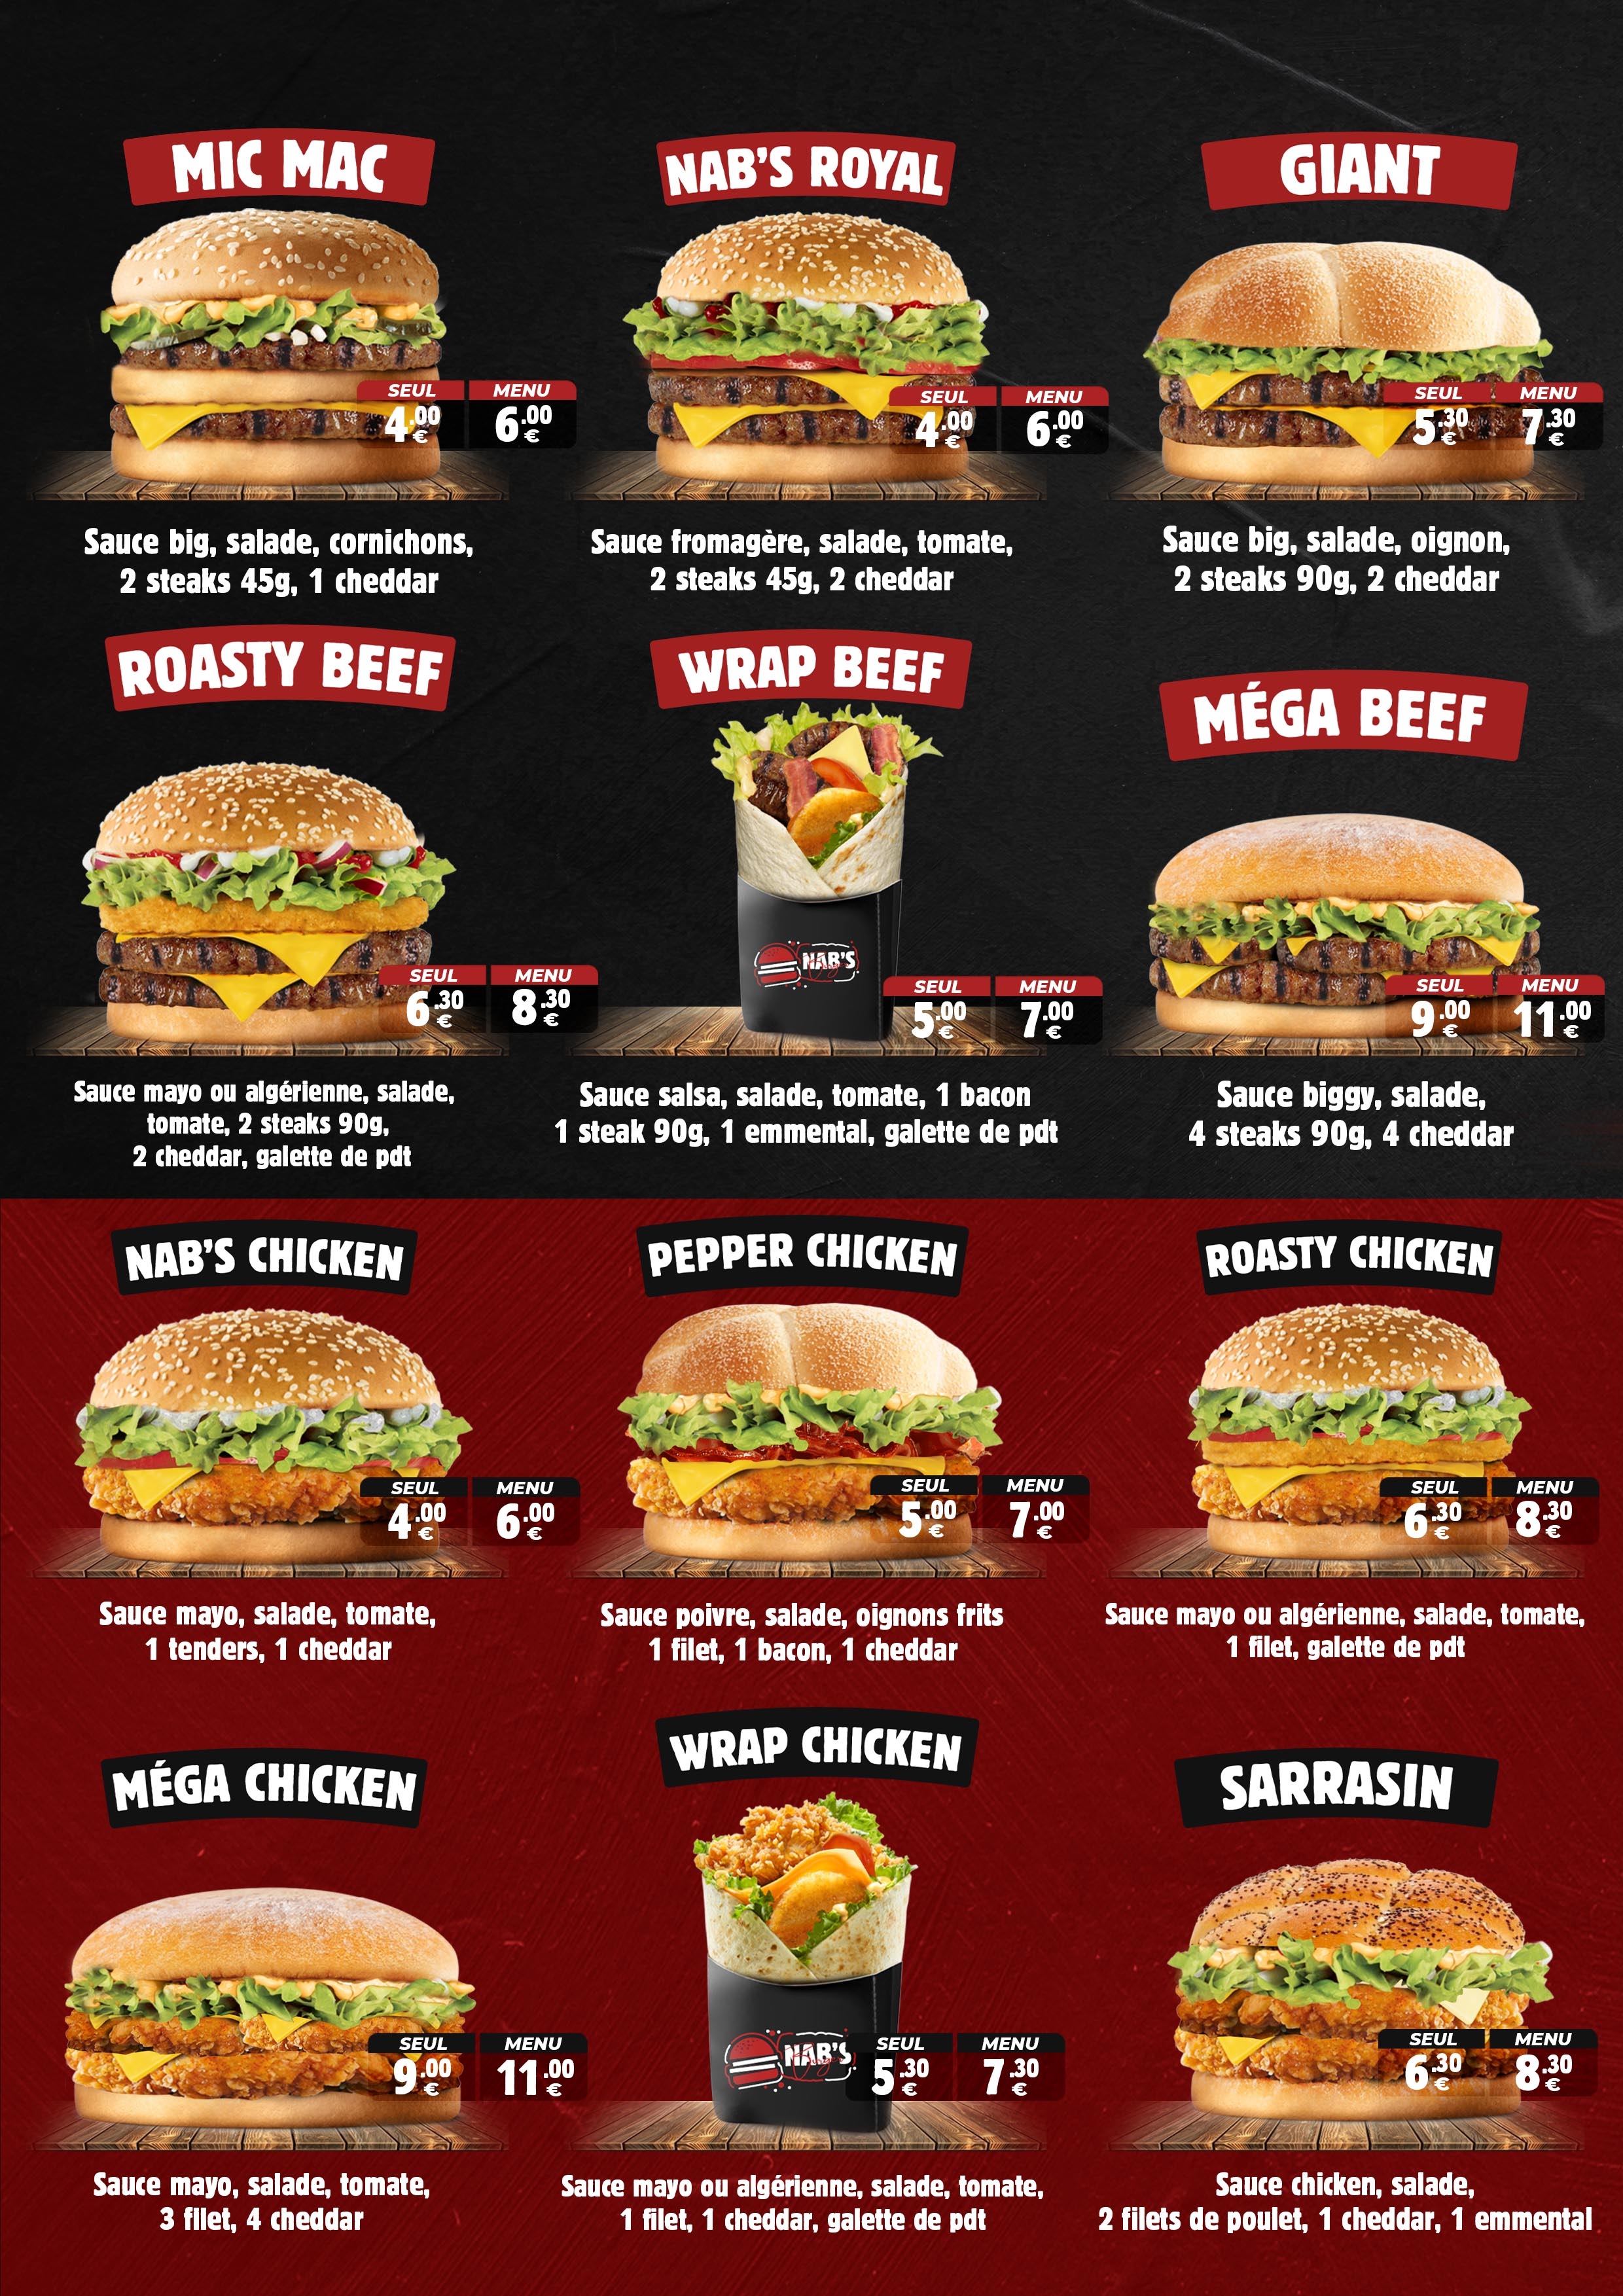 MIC MAC
SEUL MENU
4.00 € 6.00 €
Sauce big, salade, cornichons,
2 steaks 45g, 1 cheddar
NAB'S ROYAL
SEUL MENU
4.00 € 6.00 €
Sauce fromagère, salade, tomate,
2 steaks 45g, 2 cheddar
GIANT
SEUL MENU
5.30 € 7.30 €
Sauce big, salade, oignon,
2 steaks 90g, 2 cheddar
ROASTY BEEF
SEUL MENU
6.30 € 8.30 €
Sauce mayo ou algérienne, salade,
tomate, 2 steaks 90g,
2 cheddar, galette de pdt
WRAP BEEF
NAB'S
SEUL MENU
5.00 € 7.00 €
Sauce salsa, salade, tomate, 1 bacon
1 steak 90g, 1 emmental, galette de pdt
MÉGA BEEF
SEUL MENU
9.00 € 11.00 €
Sauce biggy, salade,
4 steaks 90g, 4 cheddar
NAB'S CHICKEN
SEUL MENU
4.00 € 6.00 €
Sauce mayo, salade, tomate,
1 tenders, 1 cheddar
PEPPER CHICKEN
SEUL MENU
5.00 € 7.00 €
Sauce poivre, salade, oignons frits
1 filet, 1 bacon, 1 cheddar
ROASTY CHICKEN
SEUL MENU
6.30 € 8.30 €
Sauce mayo ou algérienne, salade, tomate,
1 filet, galette de pdt
MÉGA CHICKEN
SEUL MENU
9.00 € 11.00 €
Sauce mayo, salade, tomate,
3 filet, 4 cheddar
WRAP CHICKEN
NAB'S
SEUL MENU
5.30 € 7.30 €
Sauce mayo ou algérienne, salade, tomate,
1 filet, 1 cheddar, galette de pdt
SARRASIN
SEUL MENU
6.30 € 8.30 €
Sauce chicken, salade,
2 filets de poulet, 1 cheddar, 1 emmental